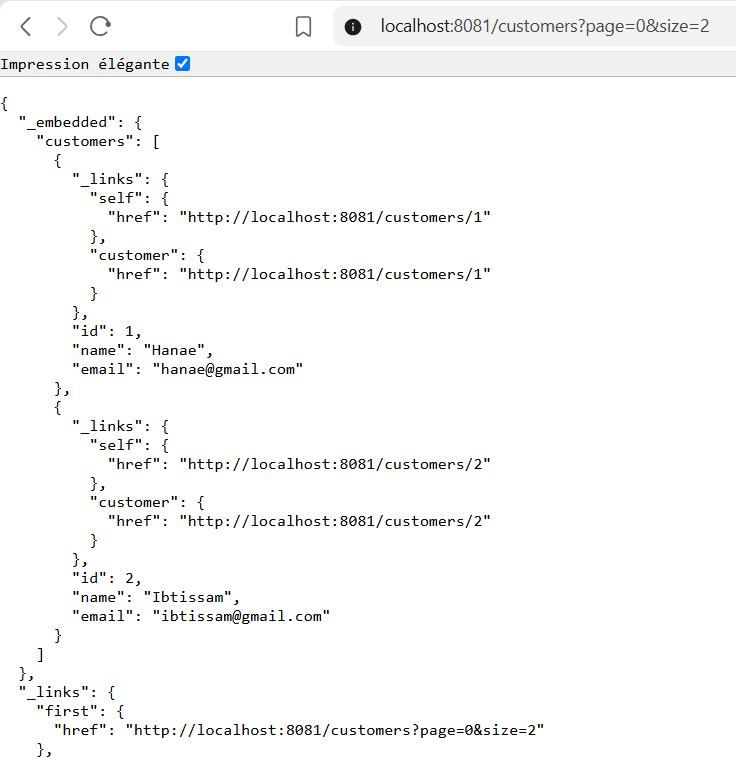 localhost:8081/customers?page=0&size=2
Impression élégante
{
  "_embedded": {
    "customers": [
      {
        "_links": {
          "self": {
            "href": "http://localhost:8081/customers/1"
          },
          "customer": {
            "href": "http://localhost:8081/customers/1"
          }
        },
        "id": 1,
        "name": "Hanae",
        "email": "hanae@gmail.com"
      },
      {
        "_links": {
          "self": {
            "href": "http://localhost:8081/customers/2"
          },
          "customer": {
            "href": "http://localhost:8081/customers/2"
          }
        },
        "id": 2,
        "name": "Ibtissam",
        "email": "ibtissam@gmail.com"
      }
    ]
  },
  "_links": {
    "first": {
      "href": "http://localhost:8081/customers?page=0&size=2"
    },